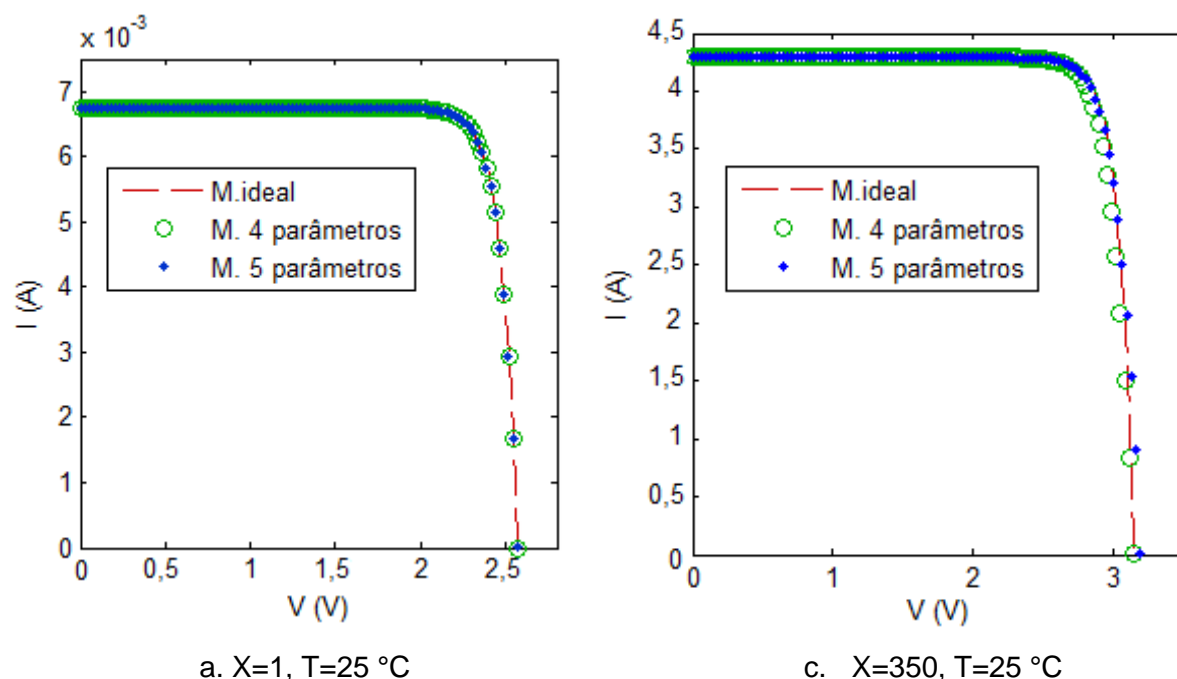 x 10⁻³
7
6
5
4
3
2
1
0
I (A)
M.ideal
M. 4 parâmetros
M. 5 parâmetros
0 0,5 1 1,5 2 2,5
V (V)
a. X=1, T=25 °C
4,5
4
3,5
3
2,5
2
1,5
1
0,5
0
I (A)
M.ideal
M. 4 parâmetros
M. 5 parâmetros
0 1 2 3
V (V)
c. X=350, T=25 °C